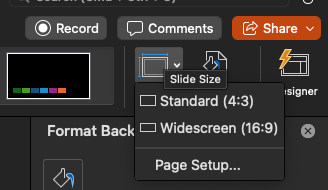 Record
Comments
Share
Slide Size
Standard (4:3)
Widescreen (16:9)
Page Setup...
esigner
Format Back